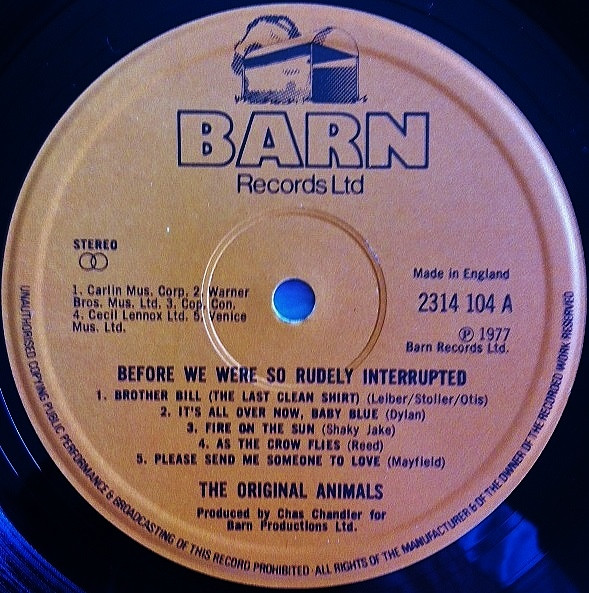 BARN
Records Ltd
STEREO
1. Carlin Mus. Corp. 2. Warner
Bros. Mus. Ltd. 3. Cop. Con.
4. Cecil Lennox Ltd. 5. Venice
Mus. Ltd.
Made in England
2314 104 A
℗ 1977
Barn Records Ltd.
BEFORE WE WERE SO RUDELY INTERRUPTED
1. BROTHER BILL (THE LAST CLEAN SHIRT) (Leiber/Stoller/Otis)
2. IT'S ALL OVER NOW, BABY BLUE (Dylan)
3. FIRE ON THE SUN (Shaky Jake)
4. AS THE CROW FLIES (Reed)
5. PLEASE SEND ME SOMEONE TO LOVE (Mayfield)
THE ORIGINAL ANIMALS
Produced by Chas Chandler for
Barn Productions Ltd.
UNAUTHORISED COPYING PUBLIC PERFORMANCE & BROADCASTING OF THIS RECORD PROHIBITED · ALL RIGHTS OF THE MANUFACTURER & OF THE OWNER OF THE RECORDED WORK RESERVED